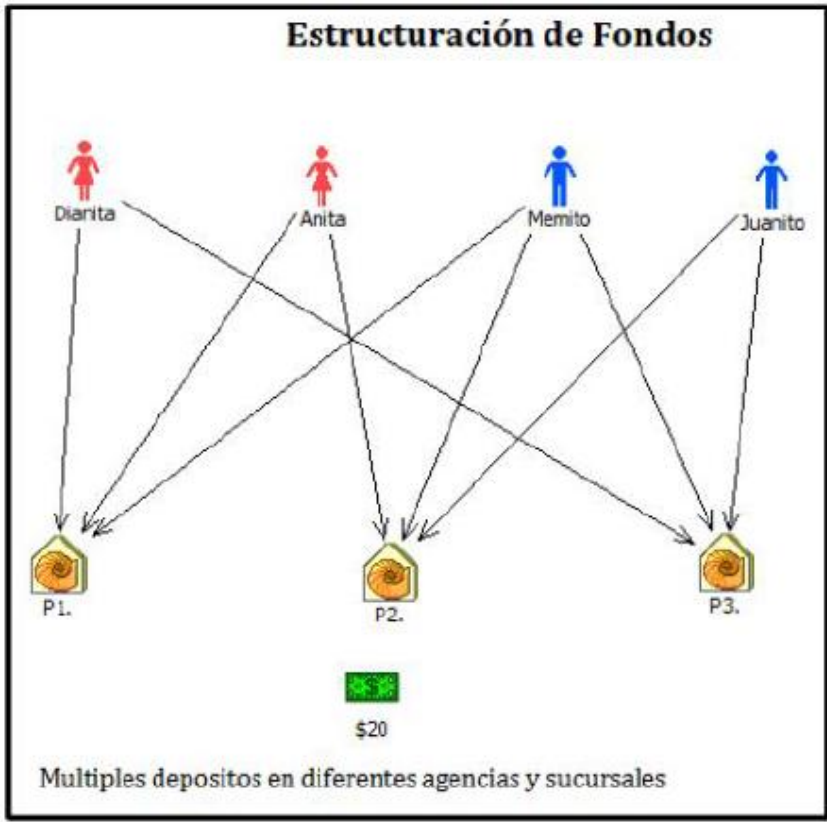 Estructuración de Fondos
Dianita Anita Memito Juanito
P1. P2. P3.
$20
Multiples depositos en diferentes agencias y sucursales